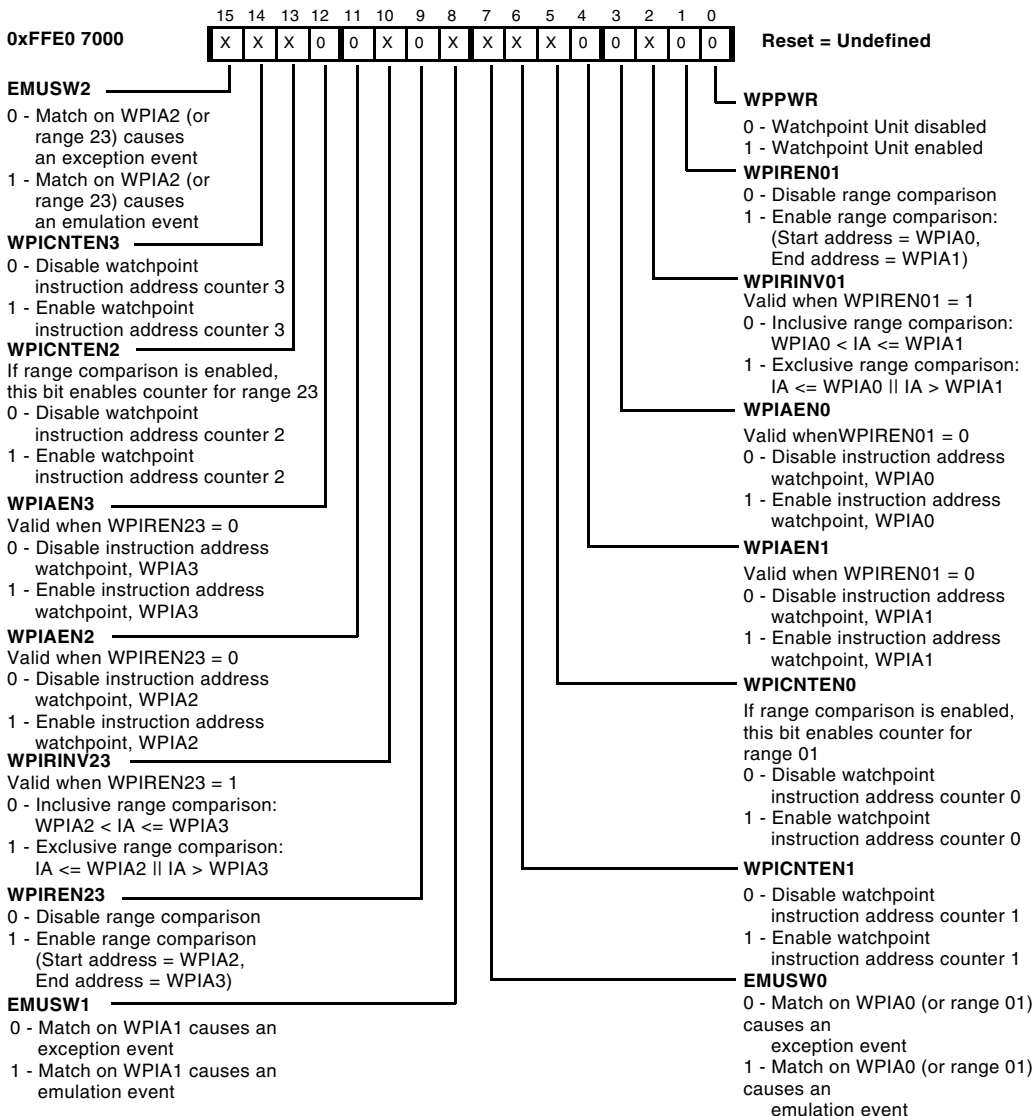 15 14 13 12 11 10 9 8 7 6 5 4 3 2 1 0
0xFFE0 7000
X X X 0 0 X 0 X X X X 0 0 X 0 0
Reset = Undefined
EMUSW2
0 - Match on WPIA2 (or
range 23) causes
an exception event
1 - Match on WPIA2 (or
range 23) causes
an emulation event
WPICNTEN3
0 - Disable watchpoint
instruction address counter 3
1 - Enable watchpoint
instruction address counter 3
WPICNTEN2
If range comparison is enabled,
this bit enables counter for range 23
0 - Disable watchpoint
instruction address counter 2
1 - Enable watchpoint
instruction address counter 2
WPIAEN3
Valid when WPIREN23 = 0
0 - Disable instruction address
watchpoint, WPIA3
1 - Enable instruction address
watchpoint, WPIA3
WPIAEN2
Valid when WPIREN23 = 0
0 - Disable instruction address
watchpoint, WPIA2
1 - Enable instruction address
watchpoint, WPIA2
WPIRINV23
Valid when WPIREN23 = 1
0 - Inclusive range comparison:
WPIA2 < IA <= WPIA3
1 - Exclusive range comparison:
IA <= WPIA2 || IA > WPIA3
WPIREN23
0 - Disable range comparison
1 - Enable range comparison
(Start address = WPIA2,
End address = WPIA3)
EMUSW1
0 - Match on WPIA1 causes an
exception event
1 - Match on WPIA1 causes an
emulation event
WPPWR
0 - Watchpoint Unit disabled
1 - Watchpoint Unit enabled
WPIREN01
0 - Disable range comparison
1 - Enable range comparison:
(Start address = WPIA0,
End address = WPIA1)
WPIRINV01
Valid when WPIREN01 = 1
0 - Inclusive range comparison:
WPIA0 < IA <= WPIA1
1 - Exclusive range comparison:
IA <= WPIA0 || IA > WPIA1
WPIAEN0
Valid whenWPIREN01 = 0
0 - Disable instruction address
watchpoint, WPIA0
1 - Enable instruction address
watchpoint, WPIA0
WPIAEN1
Valid when WPIREN01 = 0
0 - Disable instruction address
watchpoint, WPIA1
1 - Enable instruction address
watchpoint, WPIA1
WPICNTEN0
If range comparison is enabled,
this bit enables counter for
range 01
0 - Disable watchpoint
instruction address counter 0
1 - Enable watchpoint
instruction address counter 0
WPICNTEN1
0 - Disable watchpoint
instruction address counter 1
1 - Enable watchpoint
instruction address counter 1
EMUSW0
0 - Match on WPIA0 (or range 01)
causes an
exception event
1 - Match on WPIA0 (or range 01)
causes an
emulation event